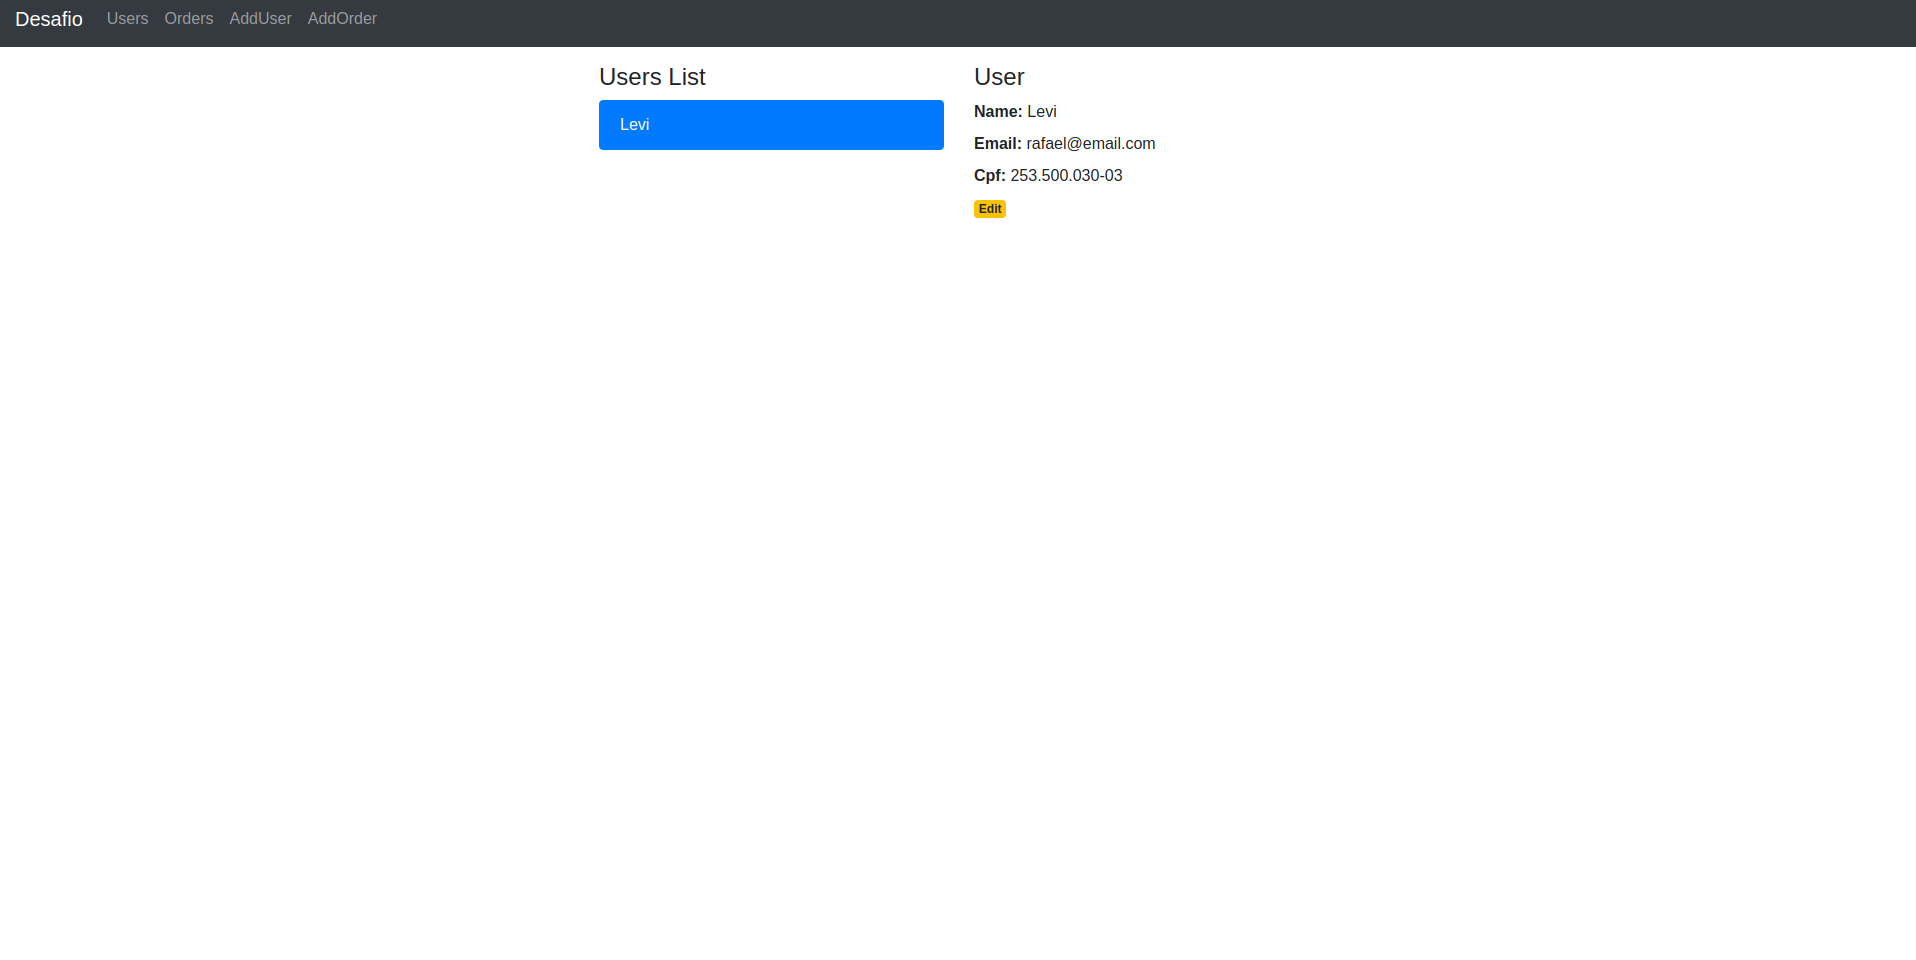 Desafio Users Orders AddUser AddOrder
Users List
Levi
User
Name: Levi
Email: rafael@email.com
Cpf: 253.500.030-03
Edit